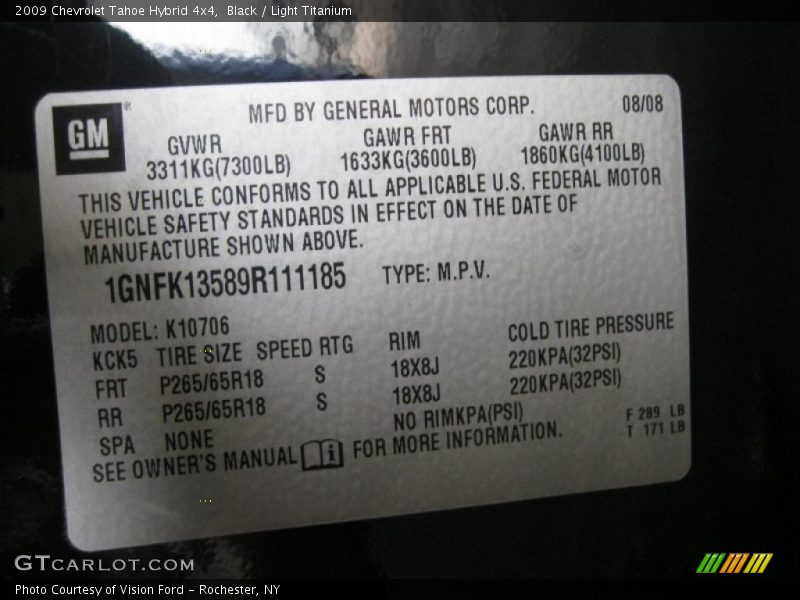 2009 Chevrolet Tahoe Hybrid 4x4,  Black / Light Titanium
GM®
MFD BY GENERAL MOTORS CORP. 08/08
GVWR GAWR FRT GAWR RR
3311KG(7300LB) 1633KG(3600LB) 1860KG(4100LB)
THIS VEHICLE CONFORMS TO ALL APPLICABLE U.S. FEDERAL MOTOR
VEHICLE SAFETY STANDARDS IN EFFECT ON THE DATE OF
MANUFACTURE SHOWN ABOVE.
1GNFK13589R111185 TYPE: M.P.V.
MODEL: K10706
KCK5 TIRE SIZE SPEED RTG RIM COLD TIRE PRESSURE
FRT P265/65R18 S 18X8J 220KPA(32PSI)
RR P265/65R18 S 18X8J 220KPA(32PSI)
SPA NONE NO RIMKPA(PSI) F 289 LB
SEE OWNER'S MANUAL i FOR MORE INFORMATION. T 171 LB
GTCARLOT.COM
Photo Courtesy of Vision Ford – Rochester, NY